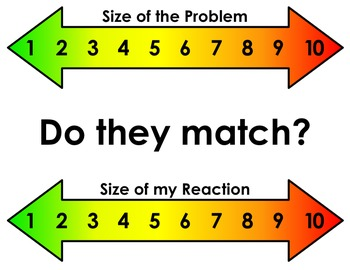 Size of the Problem
1 2 3 4 5 6 7 8 9 10
Do they match?
Size of my Reaction
1 2 3 4 5 6 7 8 9 10